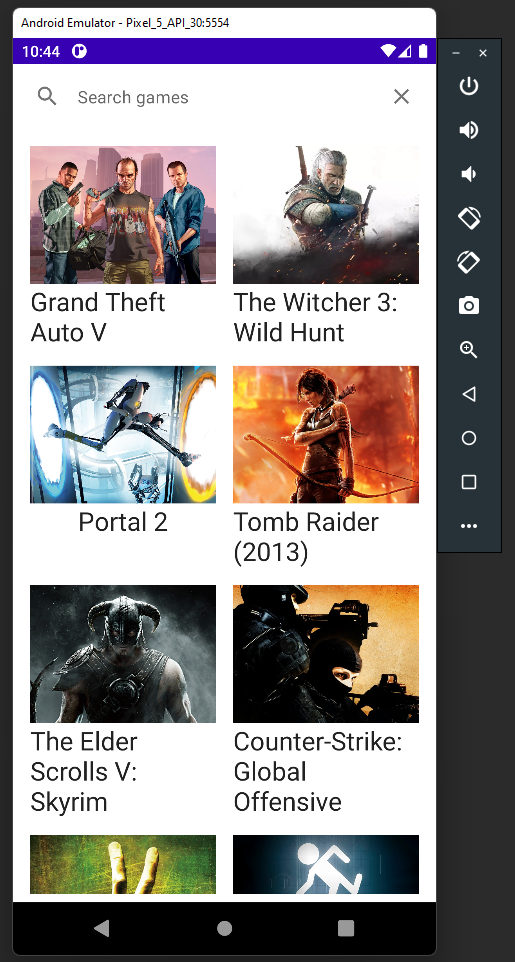 Android Emulator - Pixel_5_API_30:5554
10:44
Search games
Grand Theft
Auto V
The Witcher 3:
Wild Hunt
Portal 2
Tomb Raider
(2013)
The Elder
Scrolls V:
Skyrim
Counter-Strike:
Global
Offensive